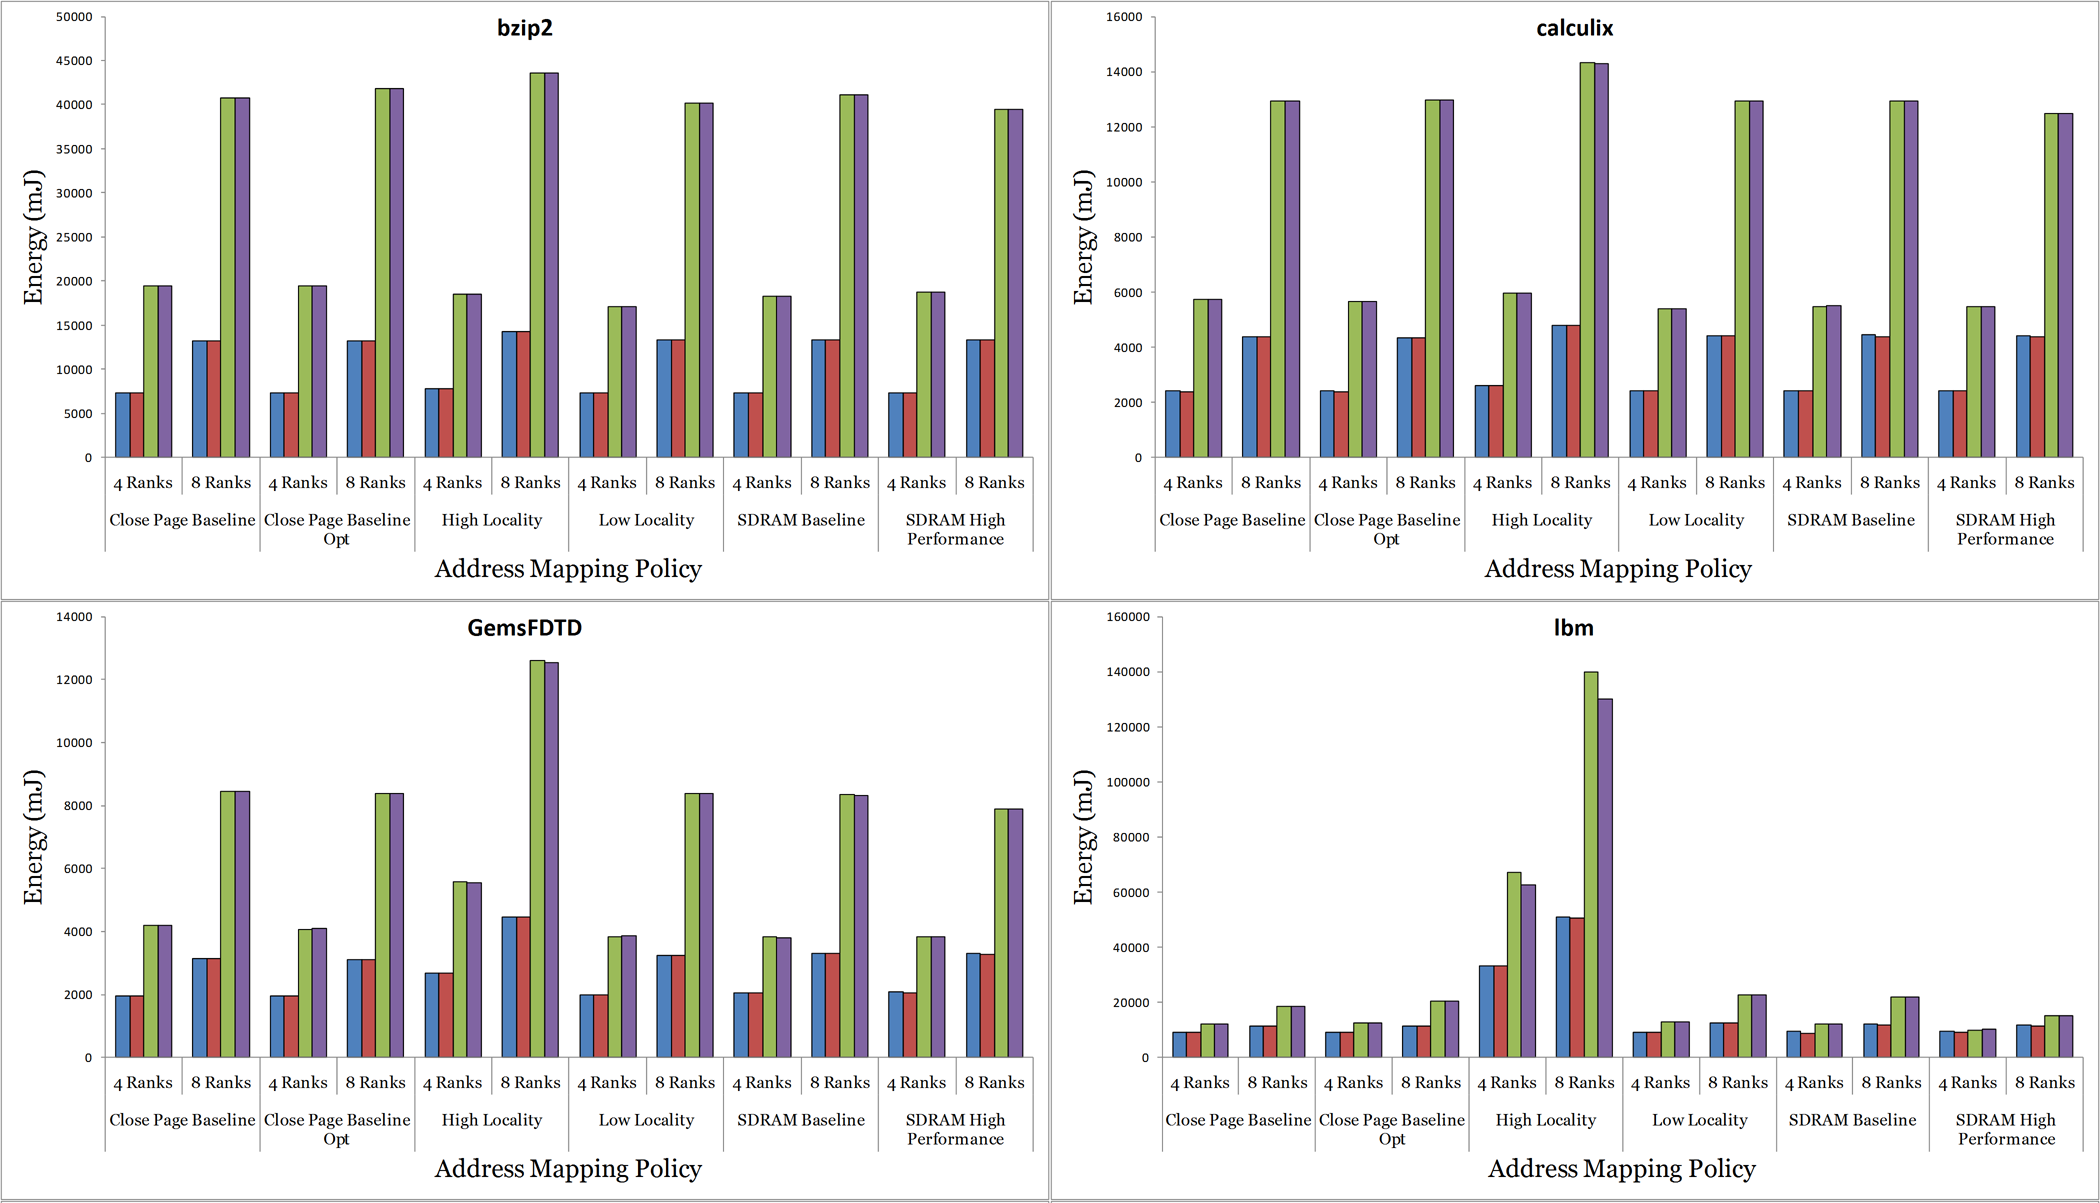 bzip2
Energy (mJ)
50000
45000
40000
35000
30000
25000
20000
15000
10000
5000
0
4 Ranks 8 Ranks 4 Ranks 8 Ranks 4 Ranks 8 Ranks 4 Ranks 8 Ranks 4 Ranks 8 Ranks 4 Ranks 8 Ranks
Close Page Baseline Close Page Baseline High Locality Low Locality SDRAM Baseline SDRAM High
Opt Performance
Address Mapping Policy
calculix
Energy (mJ)
16000
14000
12000
10000
8000
6000
4000
2000
0
4 Ranks 8 Ranks 4 Ranks 8 Ranks 4 Ranks 8 Ranks 4 Ranks 8 Ranks 4 Ranks 8 Ranks 4 Ranks 8 Ranks
Close Page Baseline Close Page Baseline High Locality Low Locality SDRAM Baseline SDRAM High
Opt Performance
Address Mapping Policy
GemsFDTD
Energy (mJ)
14000
12000
10000
8000
6000
4000
2000
0
4 Ranks 8 Ranks 4 Ranks 8 Ranks 4 Ranks 8 Ranks 4 Ranks 8 Ranks 4 Ranks 8 Ranks 4 Ranks 8 Ranks
Close Page Baseline Close Page Baseline High Locality Low Locality SDRAM Baseline SDRAM High
Opt Performance
Address Mapping Policy
lbm
Energy (mJ)
160000
140000
120000
100000
80000
60000
40000
20000
0
4 Ranks 8 Ranks 4 Ranks 8 Ranks 4 Ranks 8 Ranks 4 Ranks 8 Ranks 4 Ranks 8 Ranks 4 Ranks 8 Ranks
Close Page Baseline Close Page Baseline High Locality Low Locality SDRAM Baseline SDRAM High
Opt Performance
Address Mapping Policy